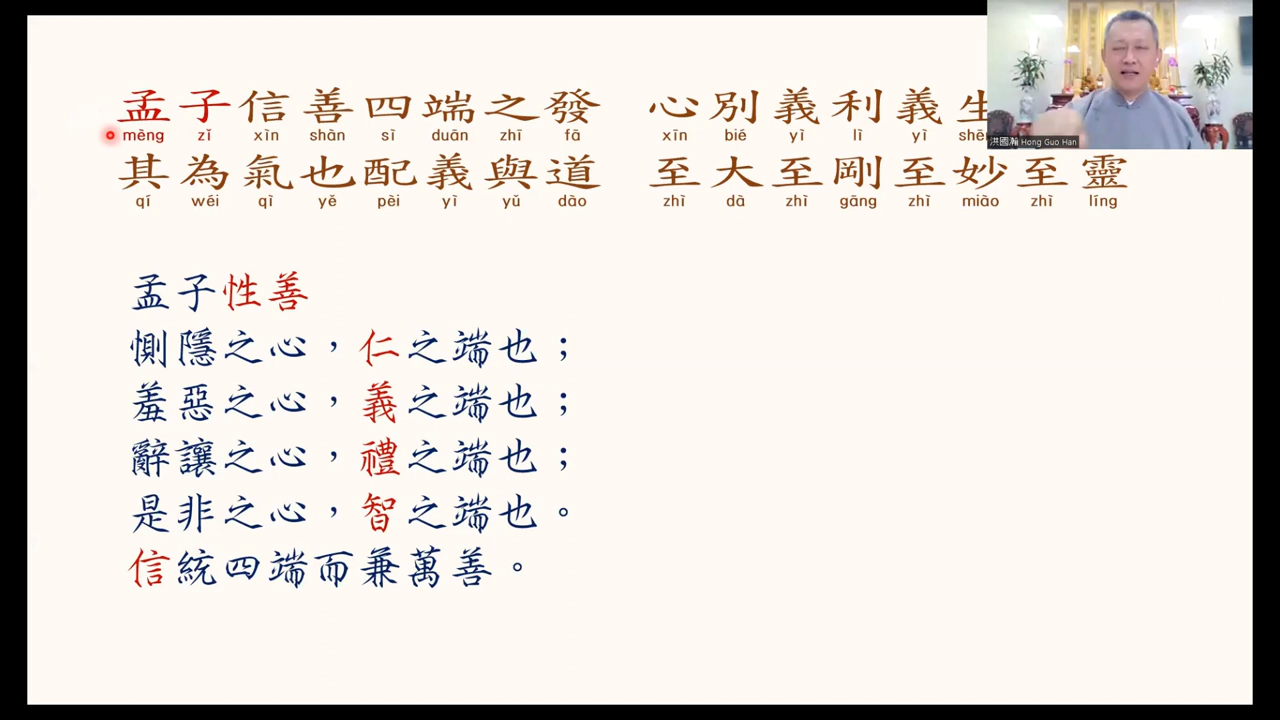 孟子信善四端之發 心別義利義生
mèng zǐ xìn shàn sì duān zhī fā xīn bié yì lì yì
其為氣也配義與道 至大至剛至妙至靈
qí wéi qì yě pèi yì yǔ dào zhì dà zhì gāng zhì miào zhì líng
洪國瀚 Hong Guo Han
孟子性善
惻隱之心，仁之端也；
羞惡之心，義之端也；
辭讓之心，禮之端也；
是非之心，智之端也。
信統四端而兼萬善。